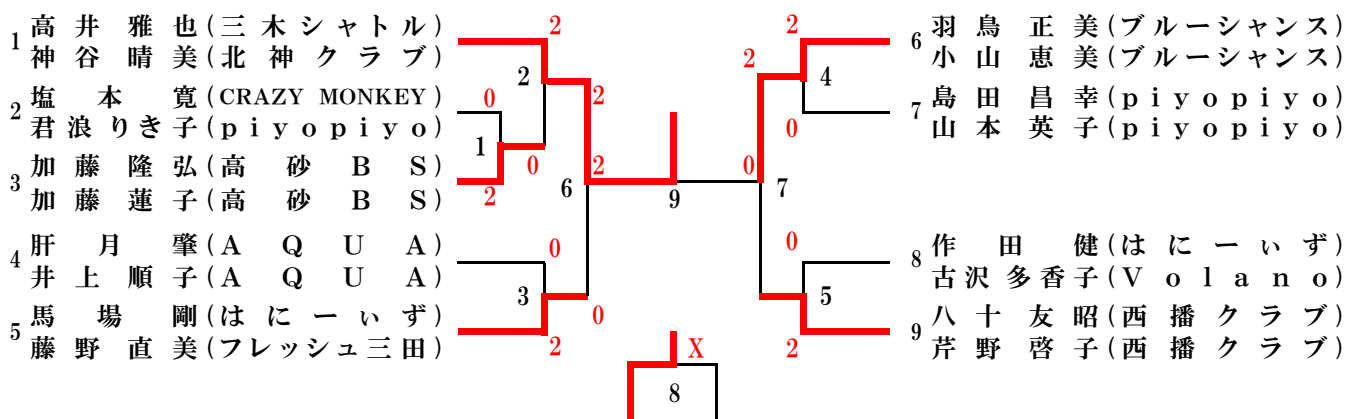 1 高井雅也(三木シャトル)
神谷晴美(北神クラブ)
2 塩本寛(CRAZY MONKEY)
君浪りき子(piyopiyo)
3 加藤隆弘(高砂BS)
加藤蓮子(高砂BS)
4 肝月肇(AQUA)
井上順子(AQUA)
5 馬場剛(はにーぃず)
藤野直美(フレッシュ三田)
2
2
0
1
0
2
2
2
6
0
3
0
2
9
X
8
2
2
4
0
0
7
0
5
2
6 羽鳥正美(ブルーシャンス)
小山恵美(ブルーシャンス)
7 島田昌幸(piyopiyo)
山本英子(piyopiyo)
8 作田健(はにーぃず)
古沢多香子(Volano)
9 八十友昭(西播クラブ)
芹野啓子(西播クラブ)